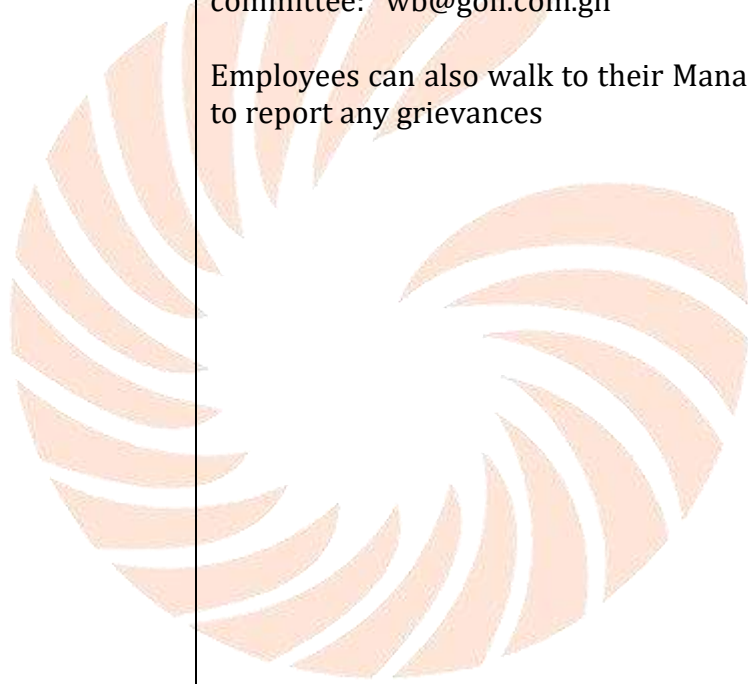 committee: wb@goil.com.gh
Employees can also walk to their Mana
to report any grievances